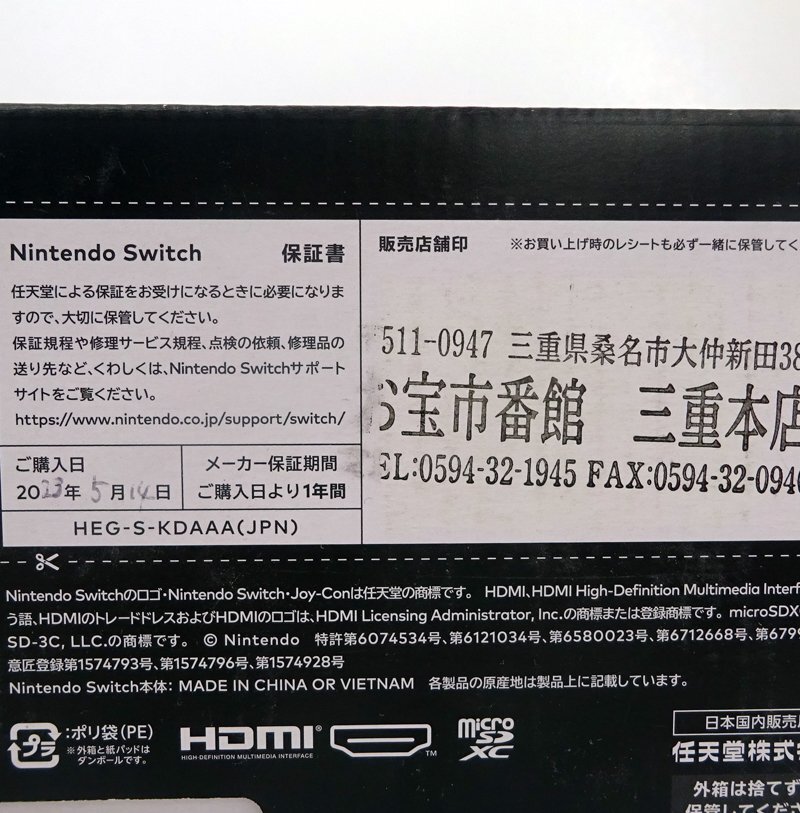 Nintendo Switch 保証書
任天堂による保証をお受けになるときに必要になりま
すので、大切に保管してください。
保証規程や修理サービス規程、点検の依頼、修理品の
送り先など、くわしくは、Nintendo Switchサポート
サイトをご覧ください。
https://www.nintendo.co.jp/support/switch/
ご購入日
2023年 5月14日
メーカー保証期間
ご購入日より1年間
HEG-S-KDAAA(JPN)
販売店舗印 ※お買い上げ時のレシートも必ず一緒に保管してく
511-0947 三重県桑名市大仲新田38
お宝市番館 三重本店
EL:0594-32-1945 FAX:0594-32-0940
Nintendo Switchのロゴ・Nintendo Switch・Joy-Conは任天堂の商標です。 HDMI、HDMI High-Definition Multimedia Interf
う語、HDMIのトレードドレスおよびHDMIのロゴは、HDMI Licensing Administrator, Inc.の商標または登録商標です。 microSDX
SD-3C, LLC.の商標です。 © Nintendo 特許第6074534号、第6121034号、第6580023号、第6712668号、第679
意匠登録第1574793号、第1574796号、第1574928号
Nintendo Switch本体: MADE IN CHINA OR VIETNAM 各製品の原産地は製品上に記載しています。
プラ
:ポリ袋(PE)
※外箱と紙パッドは
ダンボールです。
HDMI®
HIGH-DEFINITION MULTIMEDIA INTERFACE
TM
micro
SD
XC
日本国内販売
任天堂株式
外箱は捨てず
保管してくだ